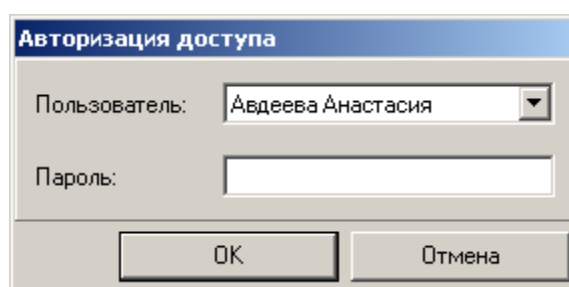 Авторизация доступа
Пользователь: Авдеева Анастасия
Пароль:
OK Отмена